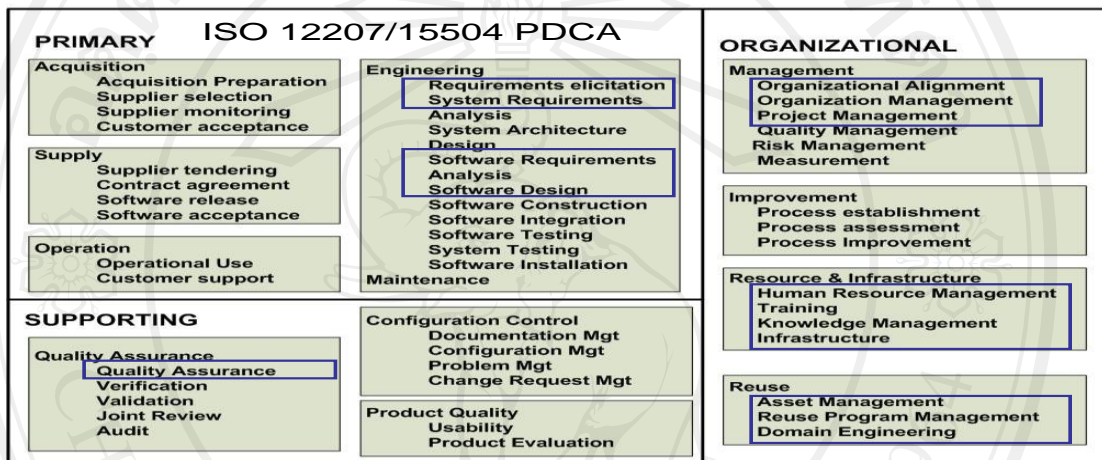 ISO 12207/15504 PDCA
PRIMARY
Acquisition
Acquisition Preparation
Supplier selection
Supplier monitoring
Customer acceptance
Supply
Supplier tendering
Contract agreement
Software release
Software acceptance
Operation
Operational Use
Customer support
Engineering
Requirements elicitation
System Requirements
Analysis
System Architecture
Design
Software Requirements
Analysis
Software Design
Software Construction
Software Integration
Software Testing
System Testing
Software Installation
Maintenance
SUPPORTING
Quality Assurance
Quality Assurance
Verification
Validation
Joint Review
Audit
Configuration Control
Documentation Mgt
Configuration Mgt
Problem Mgt
Change Request Mgt
Product Quality
Usability
Product Evaluation
ORGANIZATIONAL
Management
Organizational Alignment
Organization Management
Project Management
Quality Management
Risk Management
Measurement
Improvement
Process establishment
Process assessment
Process Improvement
Resource & Infrastructure
Human Resource Management
Training
Knowledge Management
Infrastructure
Reuse
Asset Management
Reuse Program Management
Domain Engineering